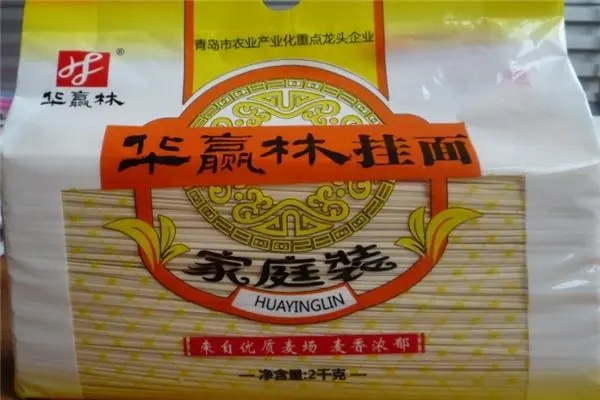 青岛市农业产业化重点龙头企业
®
华赢林
华赢林挂面
家庭装
HUAYINGLIN
来自优质麦场 麦香浓郁
净含量:2千克